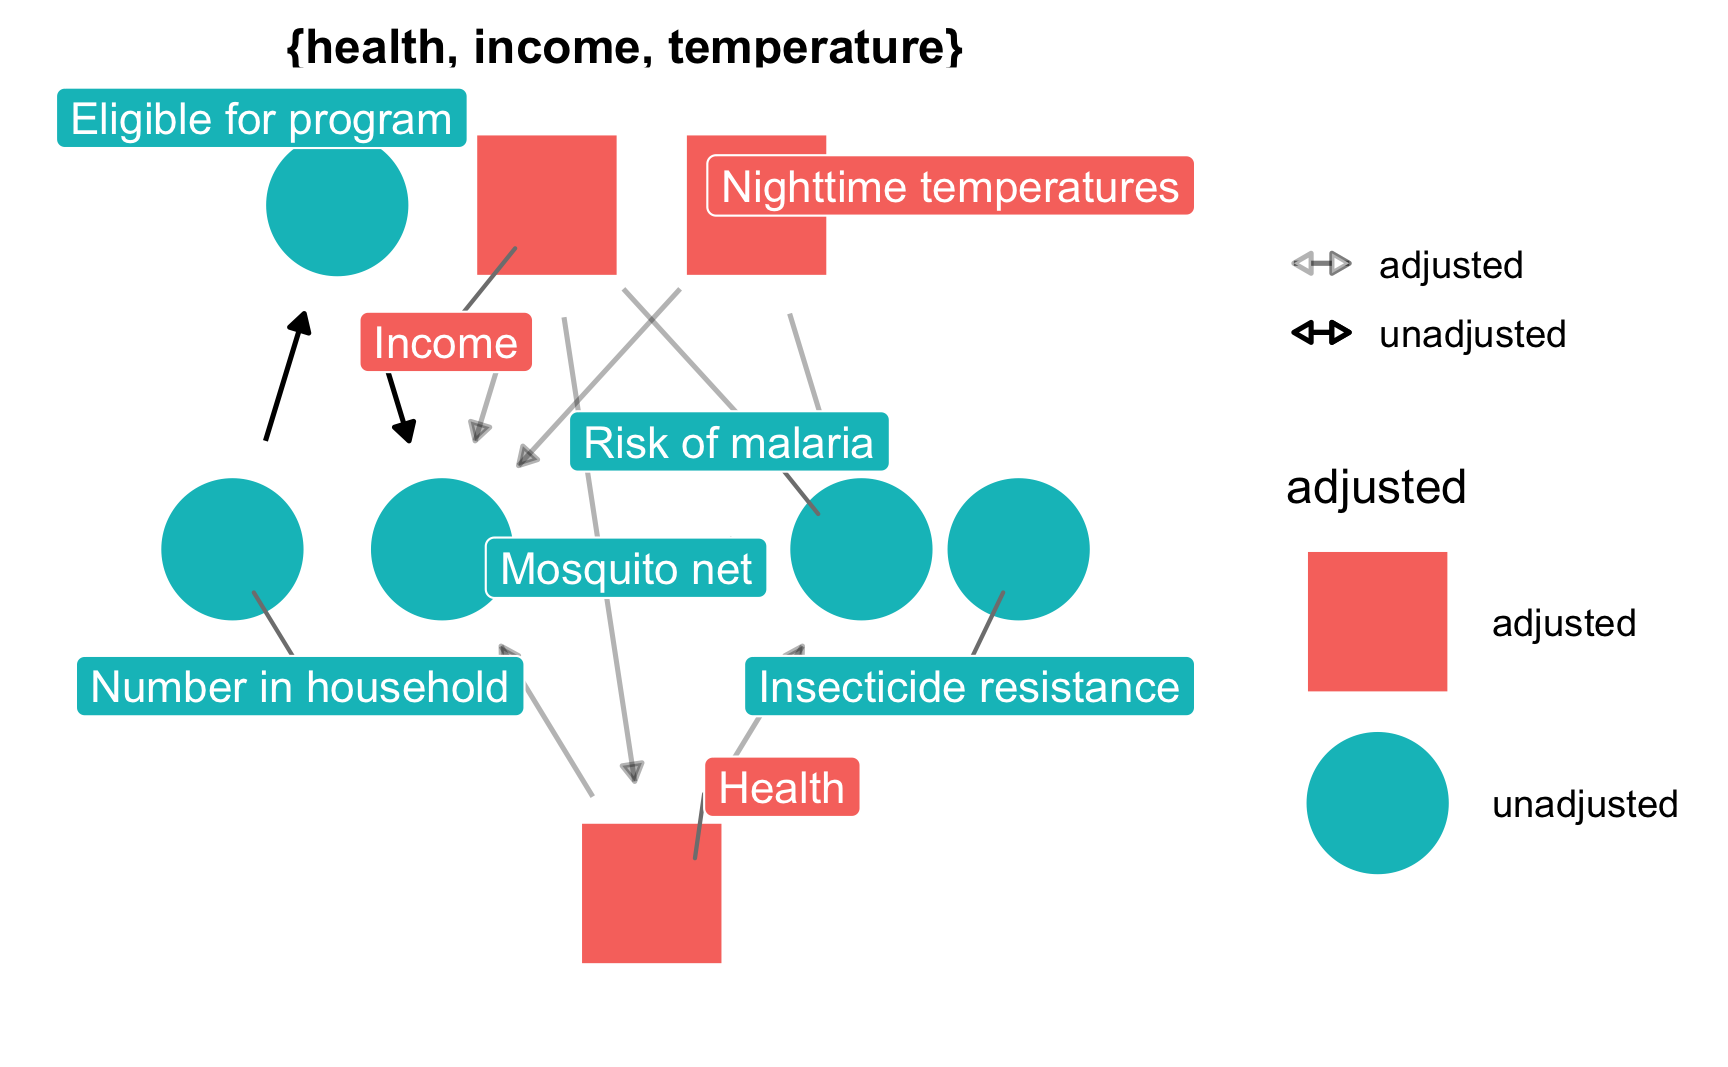 {health, income, temperature}
Eligible for program
Nighttime temperatures
Income
Risk of malaria
Mosquito net
Number in household
Insecticide resistance
Health
adjusted
unadjusted
adjusted
adjusted
unadjusted